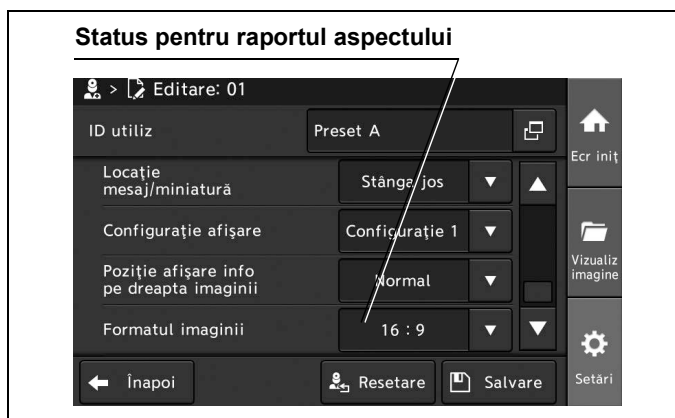 Status pentru raportul aspectului
> Editare: 01
ID utiliz
Preset A
Ecr iniț
Locație
mesaj/miniatură
Stânga jos
Configurație afișare
Configurație 1
Vizualiz
imagine
Poziție afișare info
pe dreapta imaginii
Normal
Formatul imaginii
16 : 9
Setări
Înapoi
Resetare
Salvare